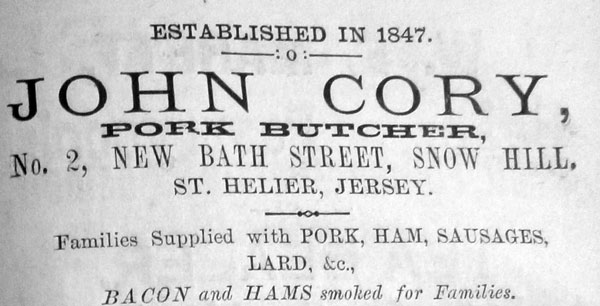 ESTABLISHED IN 1847.
JOHN CORY,
PORK BUTCHER,
No. 2, NEW BATH STREET, SNOW HILL.
ST. HELIER, JERSEY.
Families Supplied with PORK, HAM, SAUSAGES,
LARD, &c.,
BACON and HAMS smoked for Families.